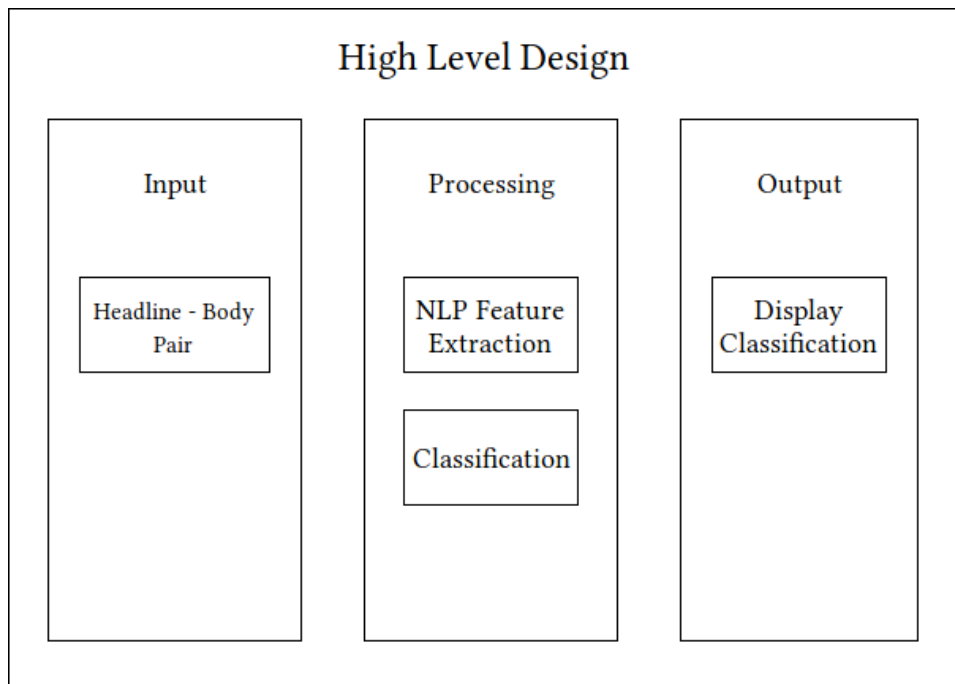 High Level Design
Input
Processing
Output
Headline - Body
Pair
NLP Feature
Extraction
Classification
Display
Classification